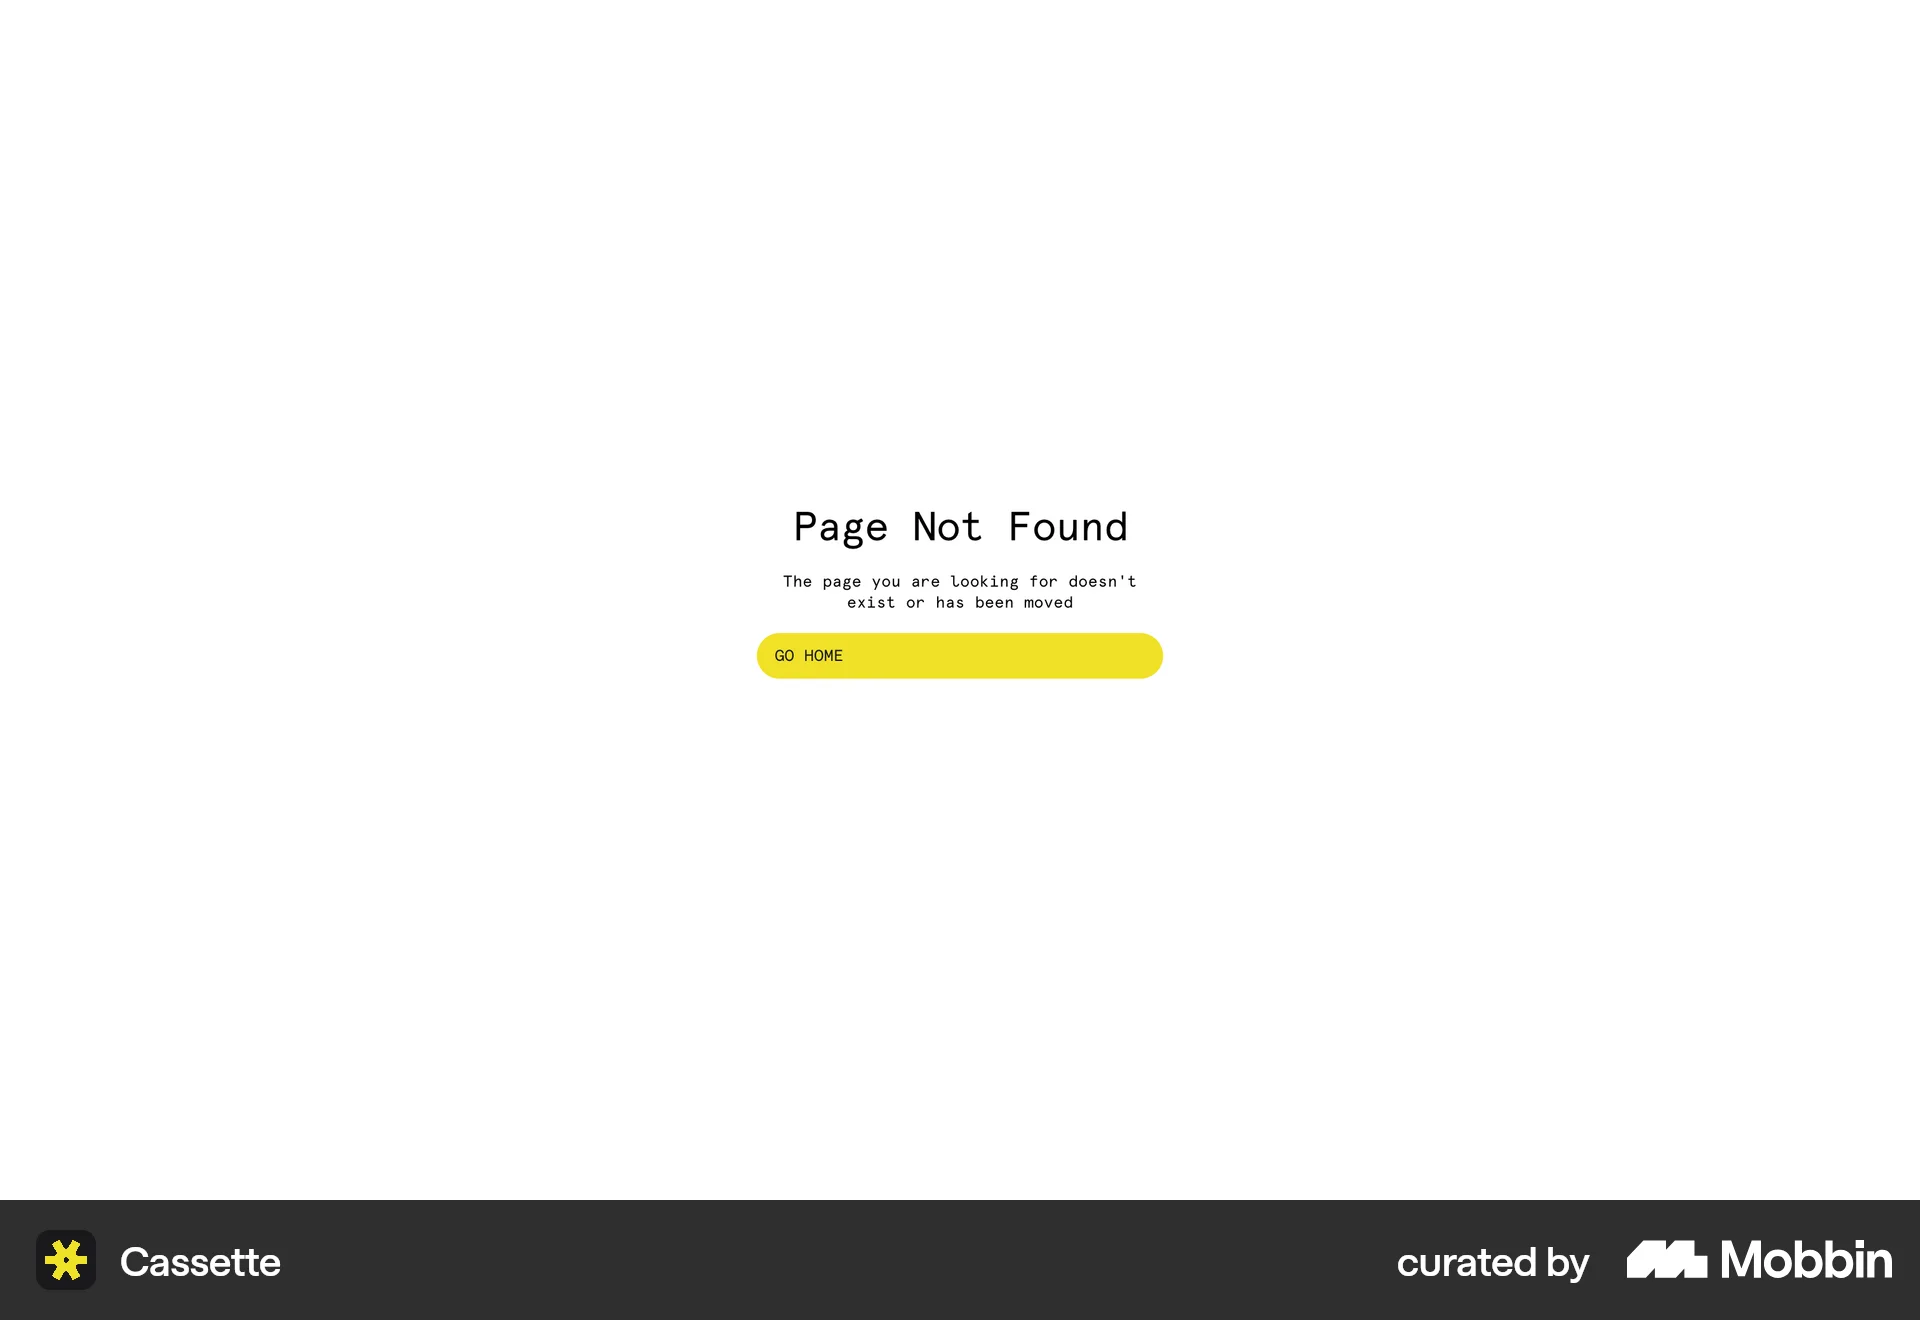 Page Not Found
The page you are looking for doesn't
exist or has been moved
GO HOME
Cassette
curated by Mobbin